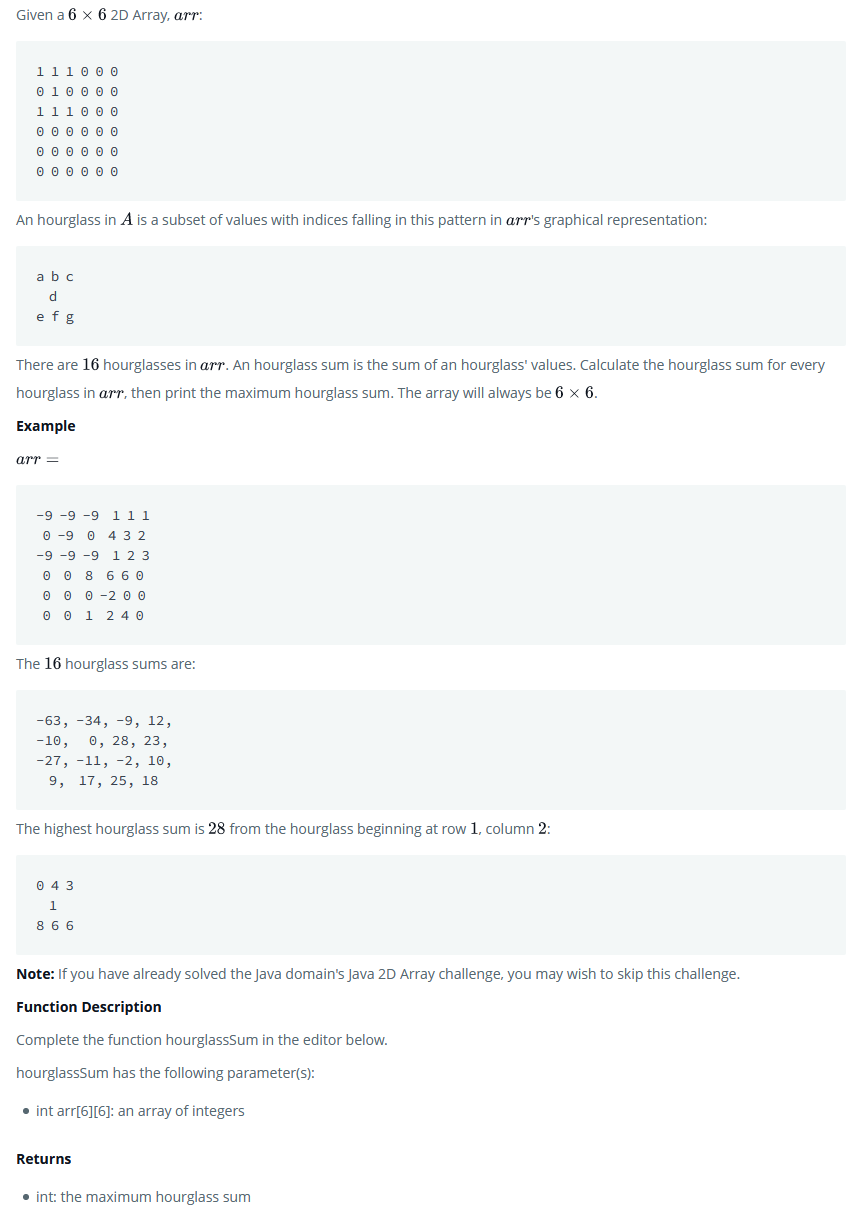 Given a 6 × 6 2D Array, arr:
1 1 1 0 0 0
0 1 0 0 0 0
1 1 1 0 0 0
0 0 0 0 0 0
0 0 0 0 0 0
0 0 0 0 0 0
An hourglass in A is a subset of values with indices falling in this pattern in arr's graphical representation:
a b c
  d
e f g
There are 16 hourglasses in arr. An hourglass sum is the sum of an hourglass' values. Calculate the hourglass sum for every
hourglass in arr, then print the maximum hourglass sum. The array will always be 6 × 6.
Example
arr =
-9 -9 -9  1 1 1
 0 -9  0  4 3 2
-9 -9 -9  1 2 3
 0  0  8  6 6 0
 0  0  0 -2 0 0
 0  0  1  2 4 0
The 16 hourglass sums are:
-63, -34, -9, 12,
-10,   0, 28, 23,
-27, -11, -2, 10,
  9,  17, 25, 18
The highest hourglass sum is 28 from the hourglass beginning at row 1, column 2:
0 4 3
  1
8 6 6
Note: If you have already solved the Java domain's Java 2D Array challenge, you may wish to skip this challenge.
Function Description
Complete the function hourglassSum in the editor below.
hourglassSum has the following parameter(s):
• int arr[6][6]: an array of integers
Returns
• int: the maximum hourglass sum